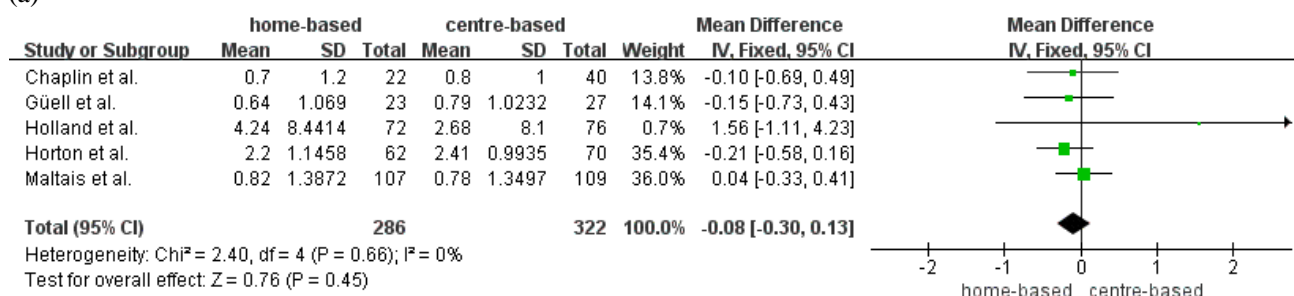 (a)
home-based centre-based Mean Difference Mean Difference
Study or Subgroup Mean SD Total Mean SD Total Weight IV, Fixed, 95% CI IV, Fixed, 95% CI
Chaplin et al. 0.7 1.2 22 0.8 1 40 13.8% -0.10 [-0.69, 0.49]
Güell et al. 0.64 1.069 23 0.79 1.0232 27 14.1% -0.15 [-0.73, 0.43]
Holland et al. 4.24 8.4414 72 2.68 8.1 76 0.7% 1.56 [-1.11, 4.23]
Horton et al. 2.2 1.1458 62 2.41 0.9935 70 35.4% -0.21 [-0.58, 0.16]
Maltais et al. 0.82 1.3872 107 0.78 1.3497 109 36.0% 0.04 [-0.33, 0.41]
Total (95% CI) 286 322 100.0% -0.08 [-0.30, 0.13]
Heterogeneity: Chi² = 2.40, df = 4 (P = 0.66); I² = 0%
Test for overall effect: Z = 0.76 (P = 0.45)
-2 -1 0 1 2
home-based centre-based